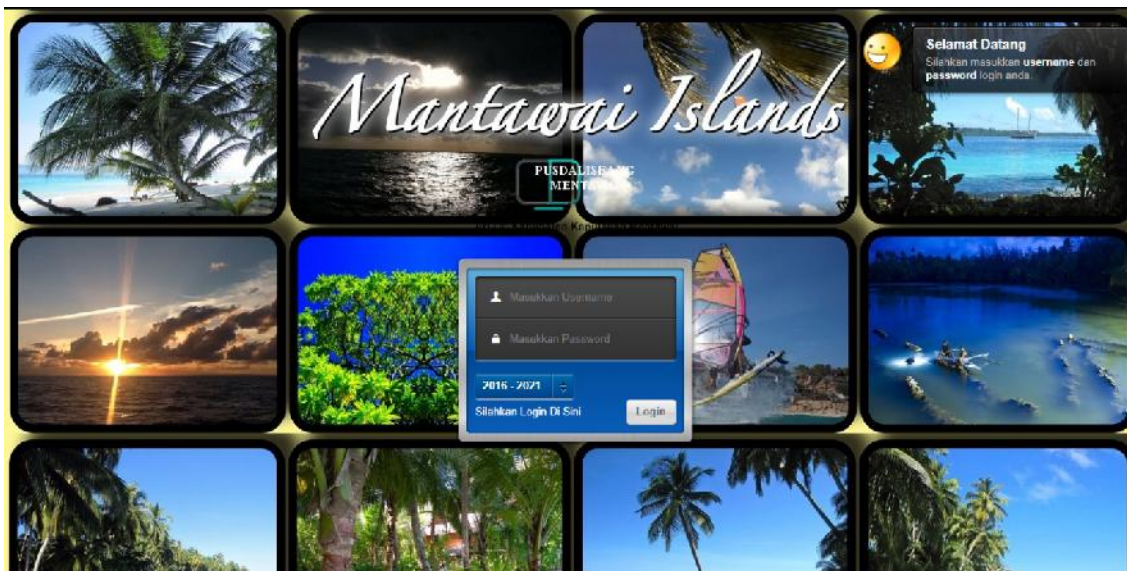 Mantawai Islands
Selamat Datang
Silahkan masukkan username dan
password login anda.
PUSDALISBANG
Masukkan Username
Masukkan Password
2016 - 2021
Silahkan Login Di Sini
Login